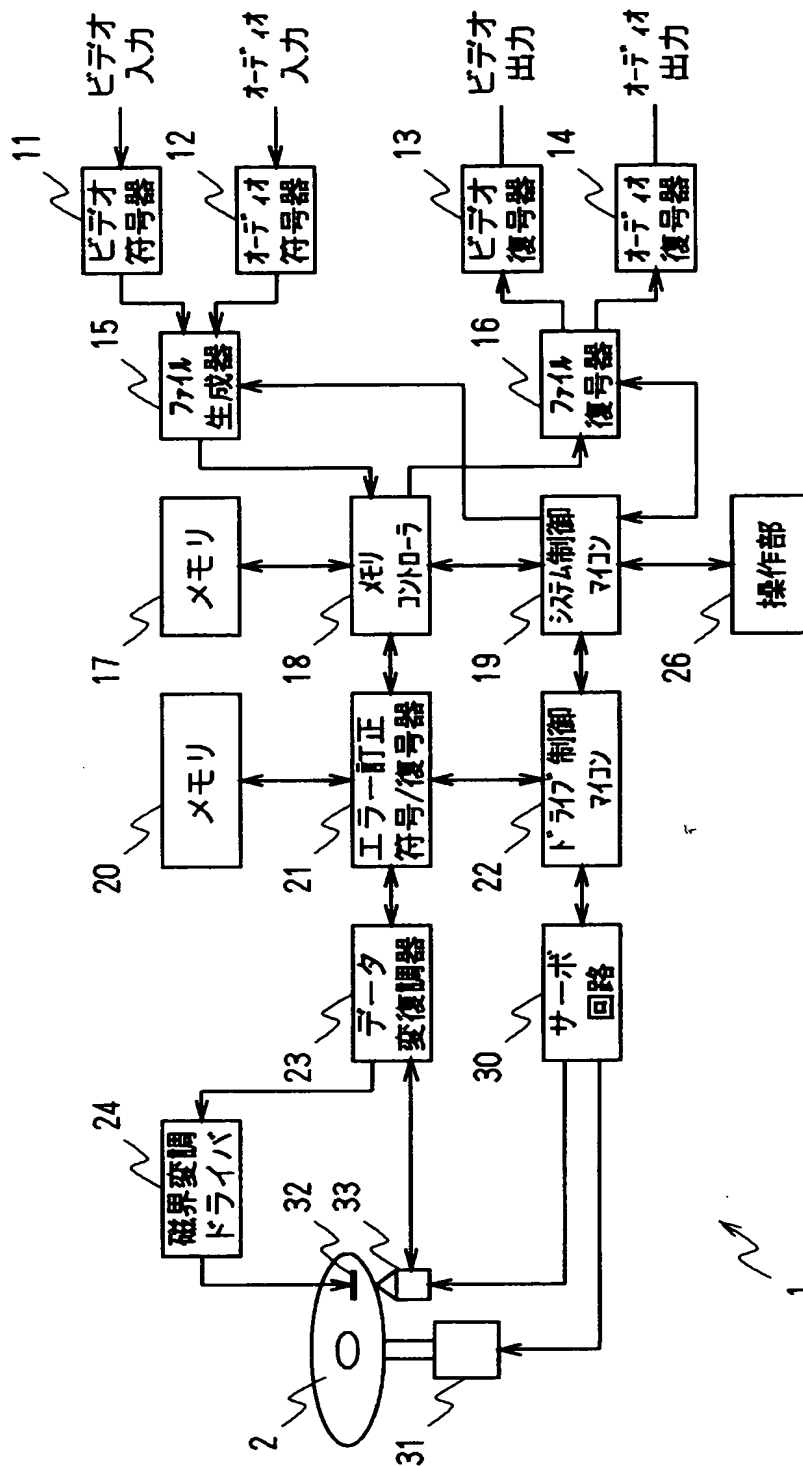 11
ビデオ
符号器
ビデオ
入力
12
オーディオ
符号器
オーディオ
入力
13
ビデオ
復号器
ビデオ
出力
14
オーディオ
復号器
オーディオ
出力
15
ファイル
生成器
16
ファイル
復号器
17
メモリ
18
メモリ
コントローラ
19
システム制御
マイコン
26
操作部
20
メモリ
21
エラー訂正
符号/復号器
22
ドライブ制御
マイコン
23
データ
変復調器
30
サーボ
回路
24
磁界変調
ドライバ
32
33
2
31
1